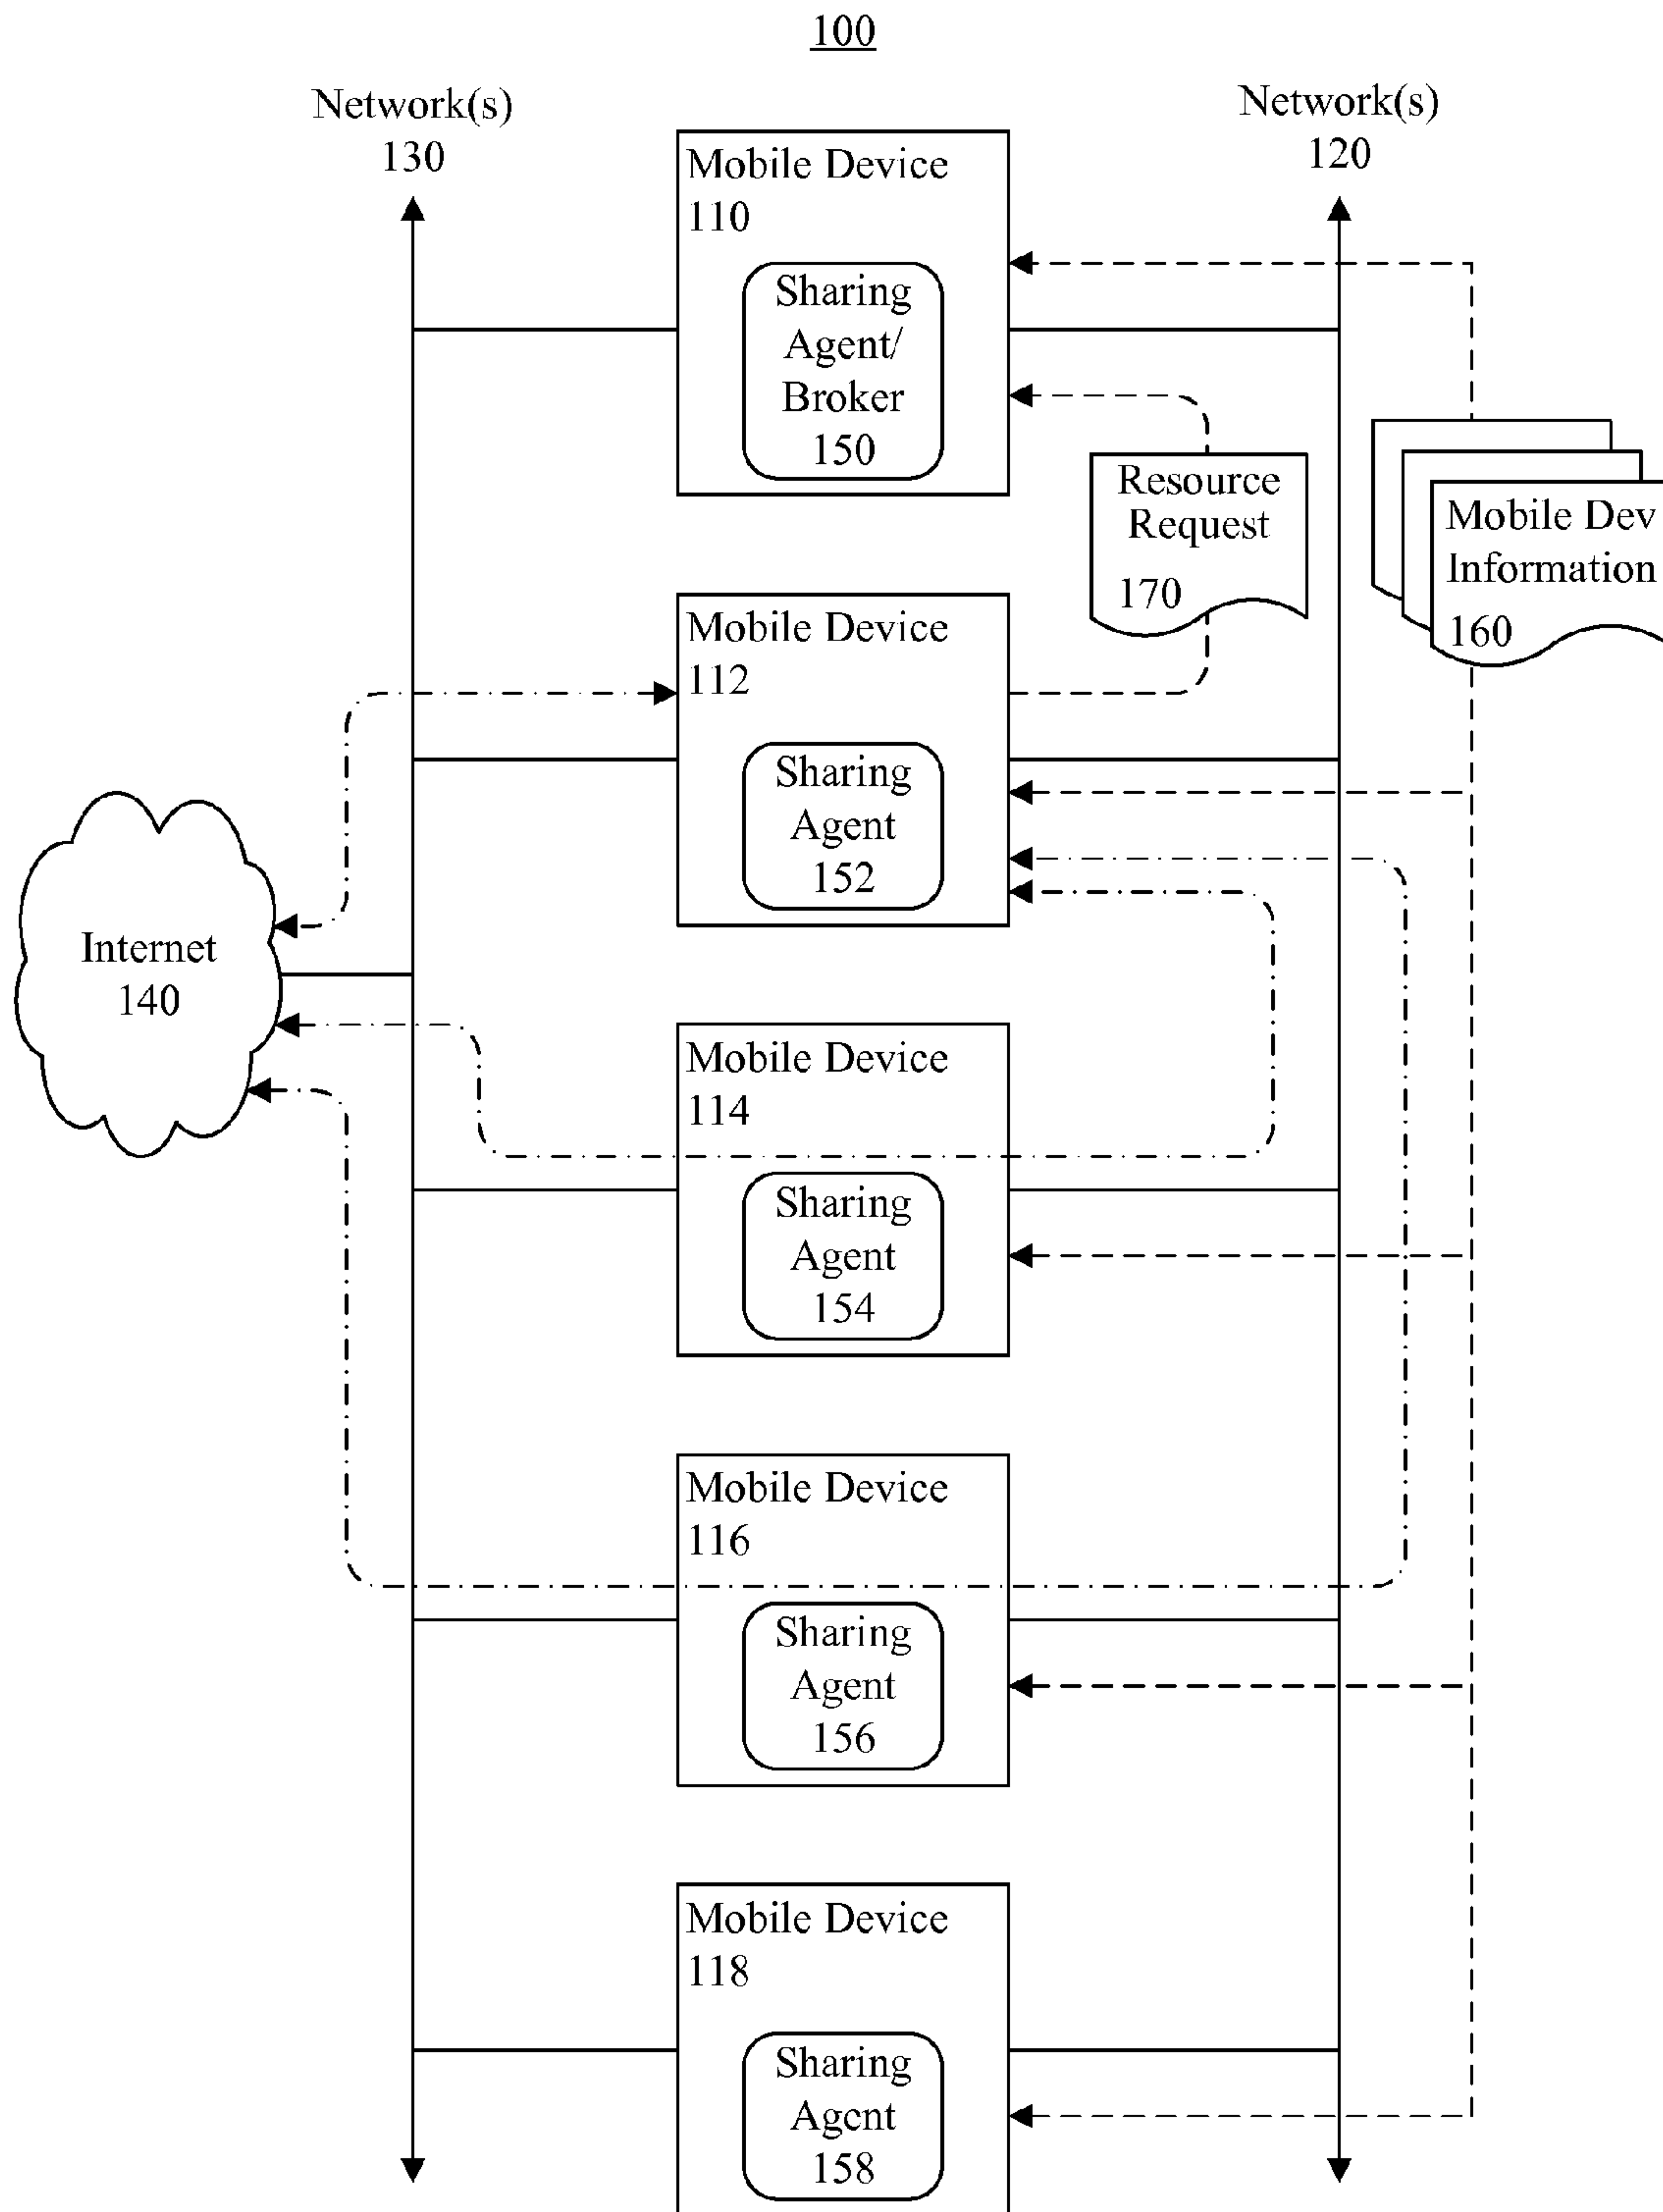 100
Network(s)
130
Network(s)
120
Mobile Device
110
Sharing
Agent/
Broker
150
Resource
Request
170
Mobile Dev
Information
160
Mobile Device
112
Sharing
Agent
152
Internet
140
Mobile Device
114
Sharing
Agent
154
Mobile Device
116
Sharing
Agent
156
Mobile Device
118
Sharing
Agent
158